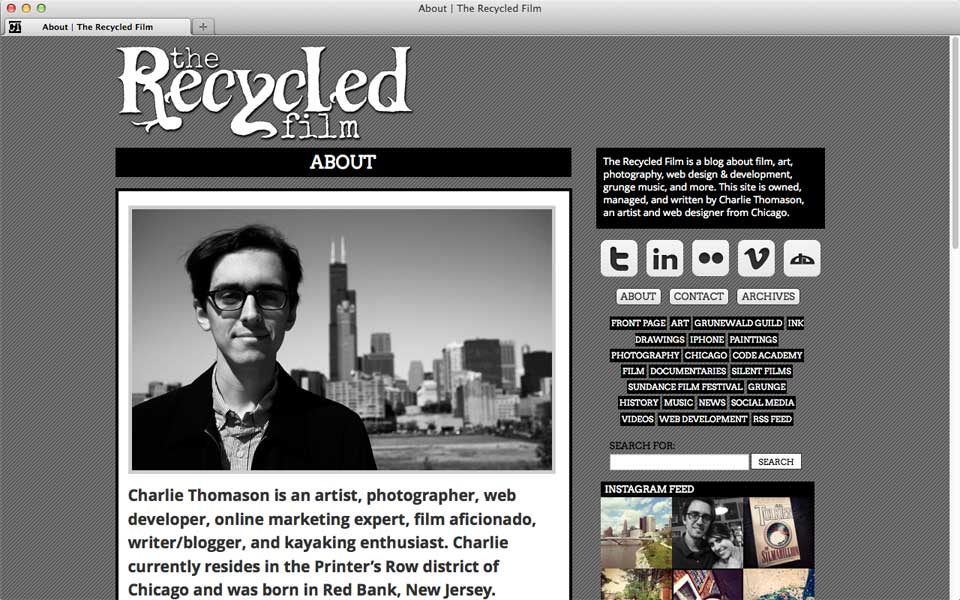 About | The Recycled Film
About | The Recycled Film
the
Recycled
film
ABOUT
Charlie Thomason is an artist, photographer, web
developer, online marketing expert, film aficionado,
writer/blogger, and kayaking enthusiast. Charlie
currently resides in the Printer's Row district of
Chicago and was born in Red Bank, New Jersey.
The Recycled Film is a blog about film, art,
photography, web design & development,
grunge music, and more. This site is owned,
managed, and written by Charlie Thomason,
an artist and web designer from Chicago.
ABOUT CONTACT ARCHIVES
FRONT PAGE ART GRUNEWALD GUILD INK
DRAWINGS IPHONE PAINTINGS
PHOTOGRAPHY CHICAGO CODE ACADEMY
FILM DOCUMENTARIES SILENT FILMS
SUNDANCE FILM FESTIVAL GRUNGE
HISTORY MUSIC NEWS SOCIAL MEDIA
VIDEOS WEB DEVELOPMENT RSS FEED
SEARCH FOR:
SEARCH
INSTAGRAM FEED
TOLKIEN
SILMARILLION